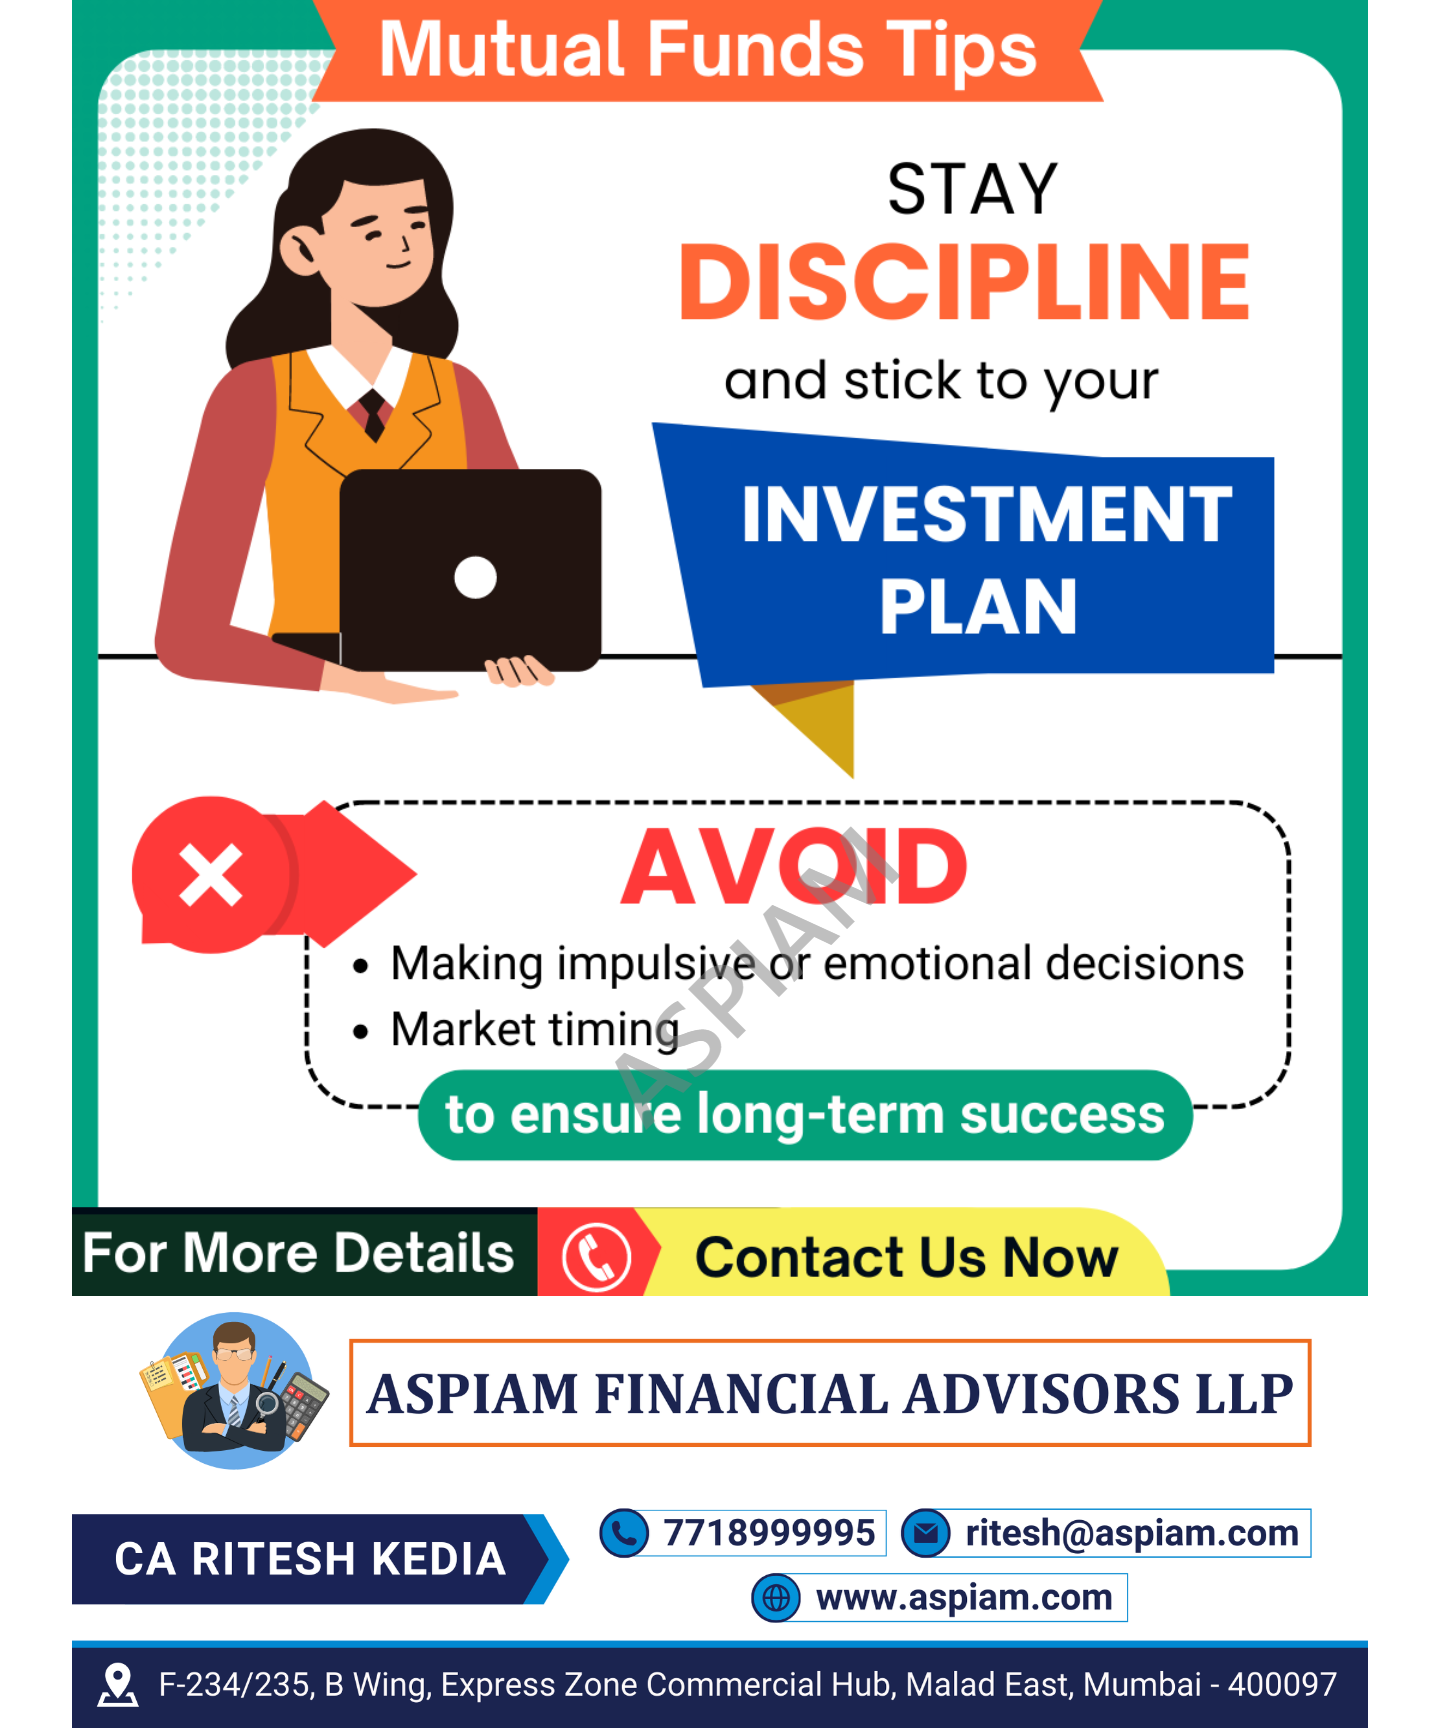 Mutual Funds Tips
STAY
DISCIPLINE
and stick to your
INVESTMENT
PLAN
AVOID
• Making impulsive or emotional decisions
• Market timing
ASPIAM
to ensure long-term success
For More Details
Contact Us Now
ASPIAM FINANCIAL ADVISORS LLP
CA RITESH KEDIA
7718999995
ritesh@aspiam.com
www.aspiam.com
F-234/235, B Wing, Express Zone Commercial Hub, Malad East, Mumbai - 400097